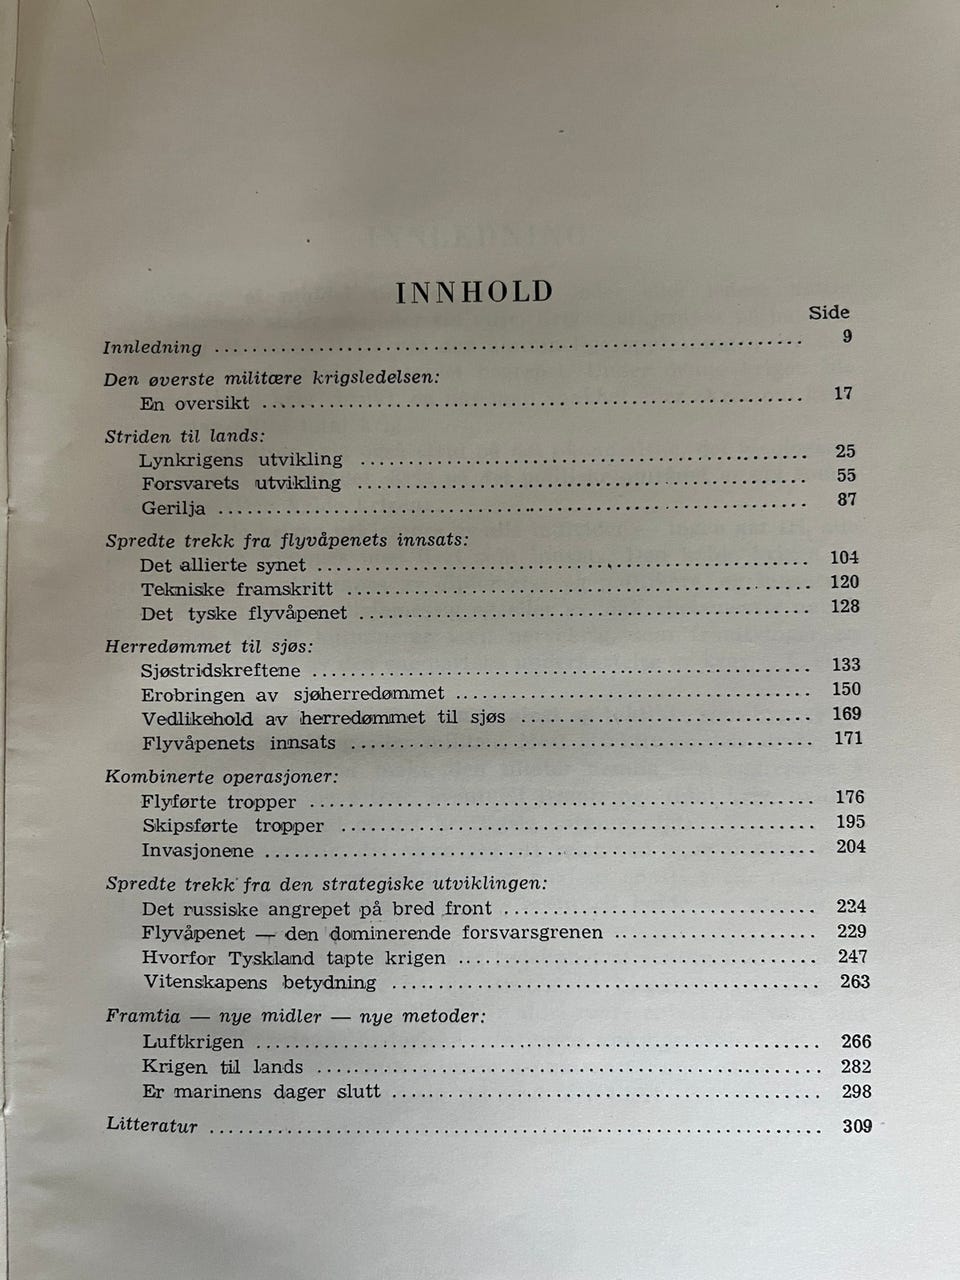 INNHOLD
Side
Innledning ........ 9
Den øverste militære krigsledelsen:
En oversikt ........ 17
Striden til lands:
Lynkrigens utvikling ........ 25
Forsvarets utvikling ........ 55
Gerilja ........ 87
Spredte trekk fra flyvåpenets innsats:
Det allierte synet ........ 104
Tekniske framskritt ........ 120
Det tyske flyvåpenet ........ 128
Herredømmet til sjøs:
Sjøstridskreftene ........ 133
Erobringen av sjøherredømmet ........ 150
Vedlikehold av herredømmet til sjøs ........ 169
Flyvåpenets innsats ........ 171
Kombinerte operasjoner:
Flyførte tropper ........ 176
Skipsførte tropper ........ 195
Invasjonene ........ 204
Spredte trekk fra den strategiske utviklingen:
Det russiske angrepet på bred front ........ 224
Flyvåpenet — den dominerende forsvarsgrenen ........ 229
Hvorfor Tyskland tapte krigen ........ 247
Vitenskapens betydning ........ 263
Framtia — nye midler — nye metoder:
Luftkrigen ........ 266
Krigen til lands ........ 282
Er marinens dager slutt ........ 298
Litteratur ........ 309